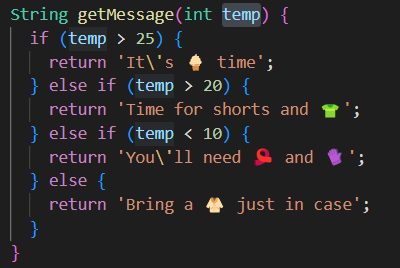 String getMessage(int temp) {
  if (temp > 25) {
    return 'It\'s 🍦 time';
  } else if (temp > 20) {
    return 'Time for shorts and 👕';
  } else if (temp < 10) {
    return 'You\'ll need 🧣 and 🧤';
  } else {
    return 'Bring a 🧥 just in case';
  }
}